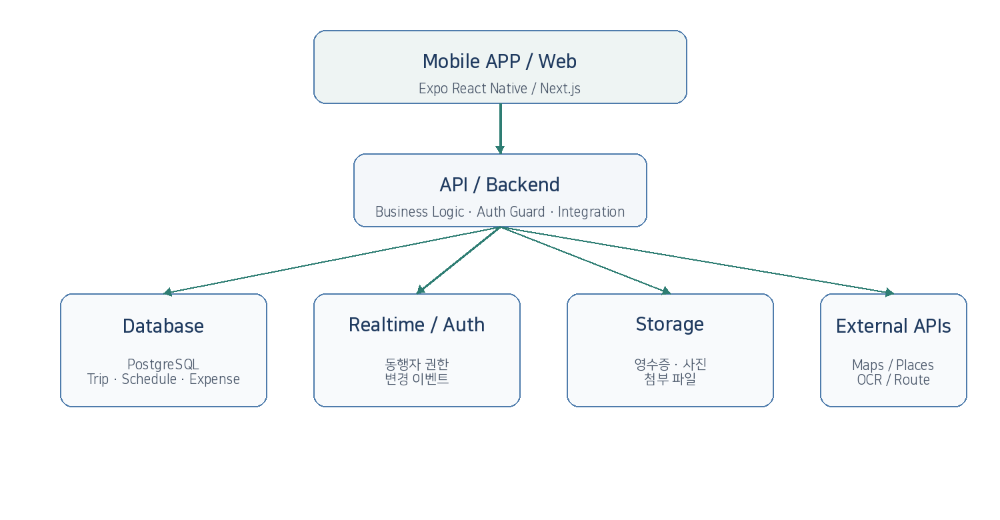 Mobile APP / Web
Expo React Native / Next.js
API / Backend
Business Logic · Auth Guard · Integration
Database
PostgreSQL
Trip · Schedule · Expense
Realtime / Auth
동행자 권한
변경 이벤트
Storage
영수증 · 사진
첨부 파일
External APIs
Maps / Places
OCR / Route